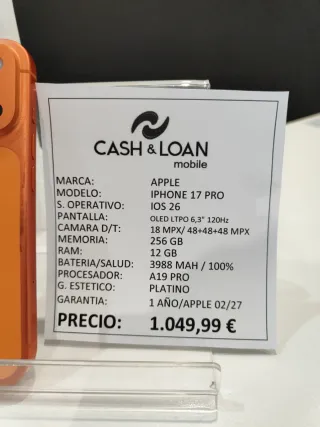 CASH & LOAN
mobile
MARCA: APPLE
MODELO: IPHONE 17 PRO
S. OPERATIVO: IOS 26
PANTALLA: OLED LTPO 6,3" 120Hz
CAMARA D/T: 18 MPX/ 48+48+48 MPX
MEMORIA: 256 GB
RAM: 12 GB
BATERIA/SALUD: 3988 MAH / 100%
PROCESADOR: A19 PRO
G. ESTETICO: PLATINO
GARANTIA: 1 AÑO/APPLE 02/27
PRECIO: 1.049,99 €